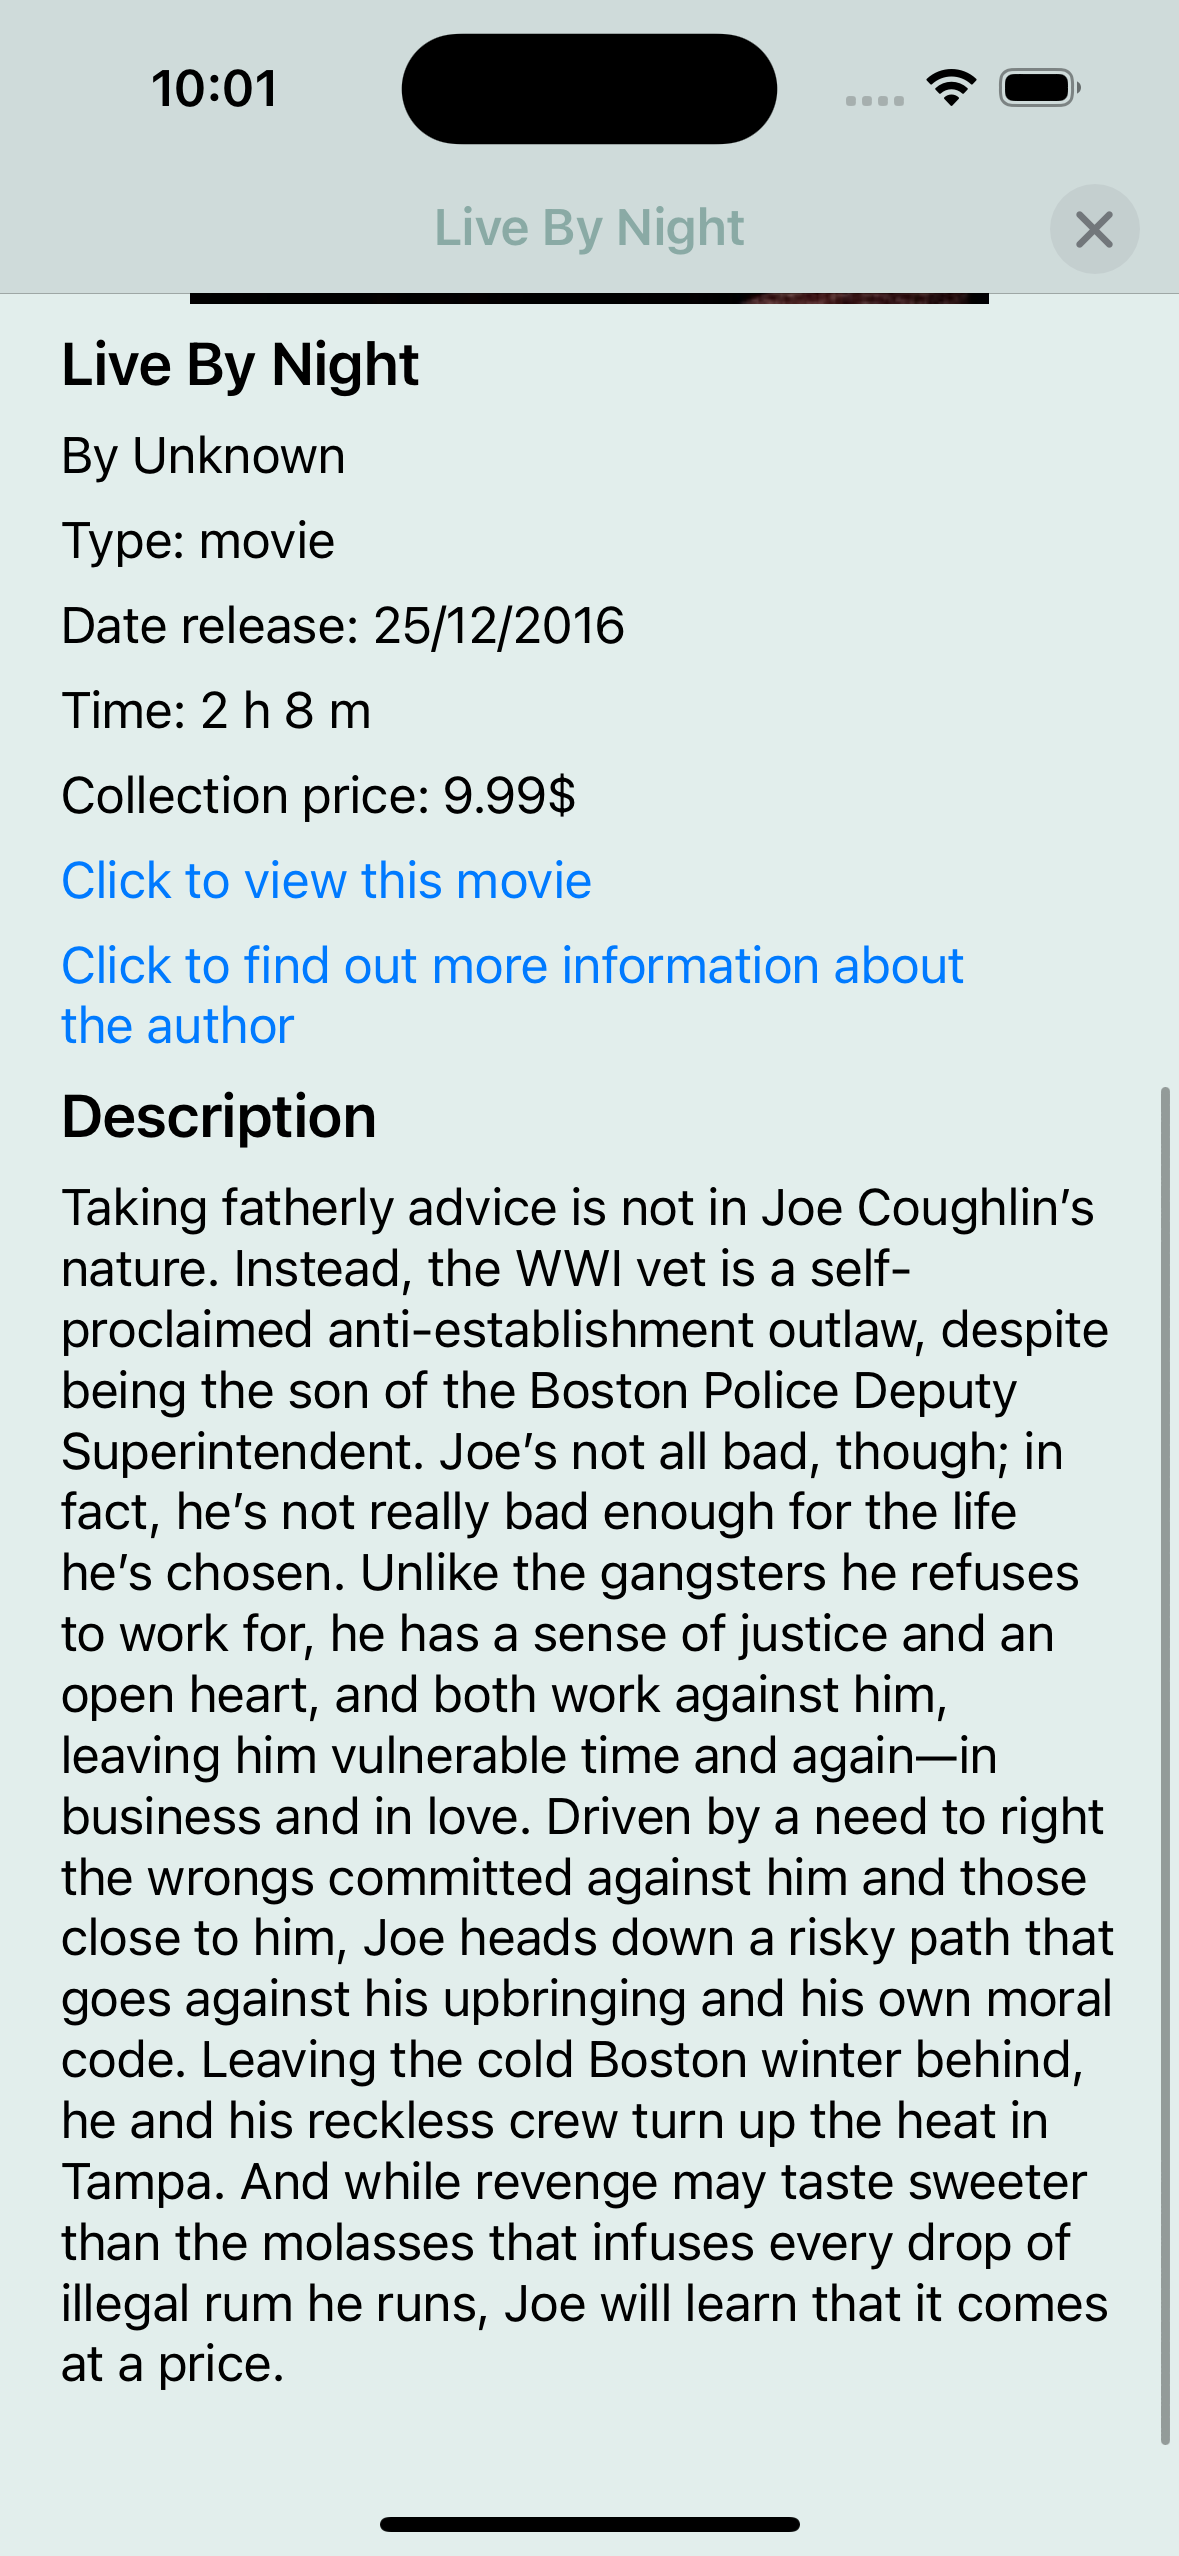 10:01
Live By Night
Live By Night
By Unknown
Type: movie
Date release: 25/12/2016
Time: 2 h 8 m
Collection price: 9.99$
Click to view this movie
Click to find out more information about
the author
Description
Taking fatherly advice is not in Joe Coughlin’s
nature. Instead, the WWI vet is a self-
proclaimed anti-establishment outlaw, despite
being the son of the Boston Police Deputy
Superintendent. Joe’s not all bad, though; in
fact, he’s not really bad enough for the life
he’s chosen. Unlike the gangsters he refuses
to work for, he has a sense of justice and an
open heart, and both work against him,
leaving him vulnerable time and again—in
business and in love. Driven by a need to right
the wrongs committed against him and those
close to him, Joe heads down a risky path that
goes against his upbringing and his own moral
code. Leaving the cold Boston winter behind,
he and his reckless crew turn up the heat in
Tampa. And while revenge may taste sweeter
than the molasses that infuses every drop of
illegal rum he runs, Joe will learn that it comes
at a price.